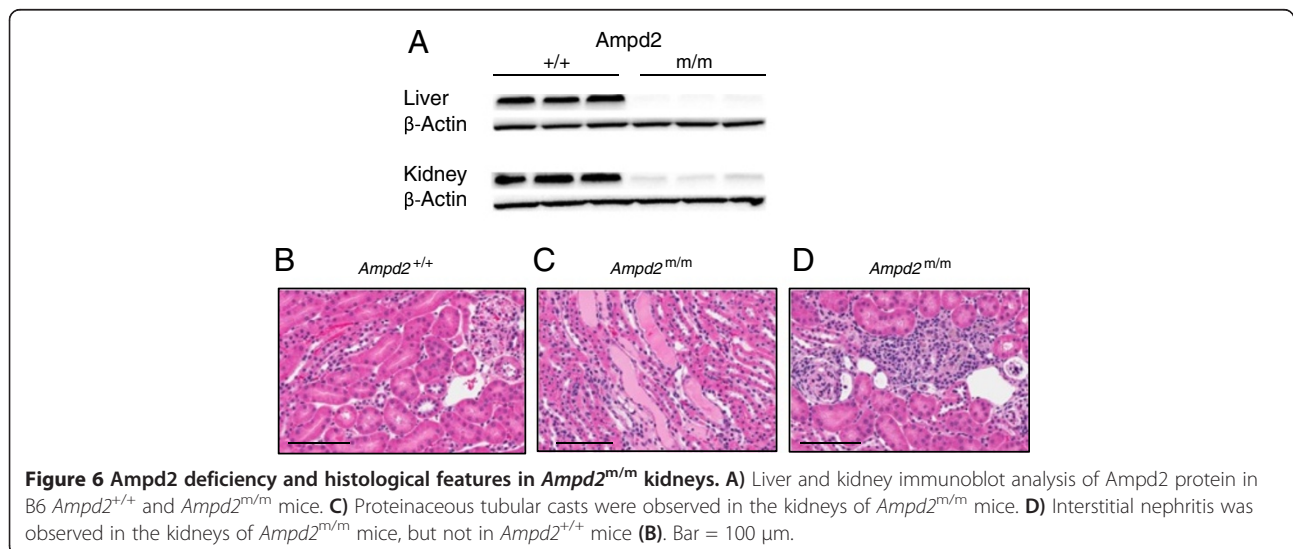 A
Ampd2
+/+ m/m
Liver
β-Actin
Kidney
β-Actin
B Ampd2+/+
C Ampd2m/m
D Ampd2m/m
Figure 6 Ampd2 deficiency and histological features in Ampd2m/m kidneys. A) Liver and kidney immunoblot analysis of Ampd2 protein in
B6 Ampd2+/+ and Ampd2m/m mice. C) Proteinaceous tubular casts were observed in the kidneys of Ampd2m/m mice. D) Interstitial nephritis was
observed in the kidneys of Ampd2m/m mice, but not in Ampd2+/+ mice (B). Bar = 100 μm.